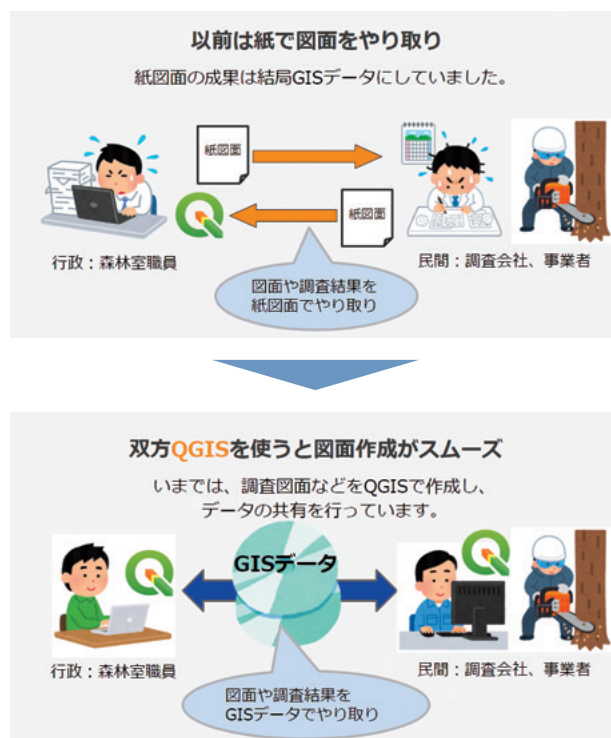 以前は紙で図面をやり取り
紙図面の成果は結局GISデータにしていました。
紙図面
紙図面
行政：森林室職員
民間：調査会社、事業者
図面や調査結果を
紙図面でやり取り
双方QGISを使うと図面作成がスムーズ
いまでは、調査図面などをQGISで作成し、
データの共有を行っています。
GISデータ
行政：森林室職員
民間：調査会社、事業者
図面や調査結果を
GISデータでやり取り